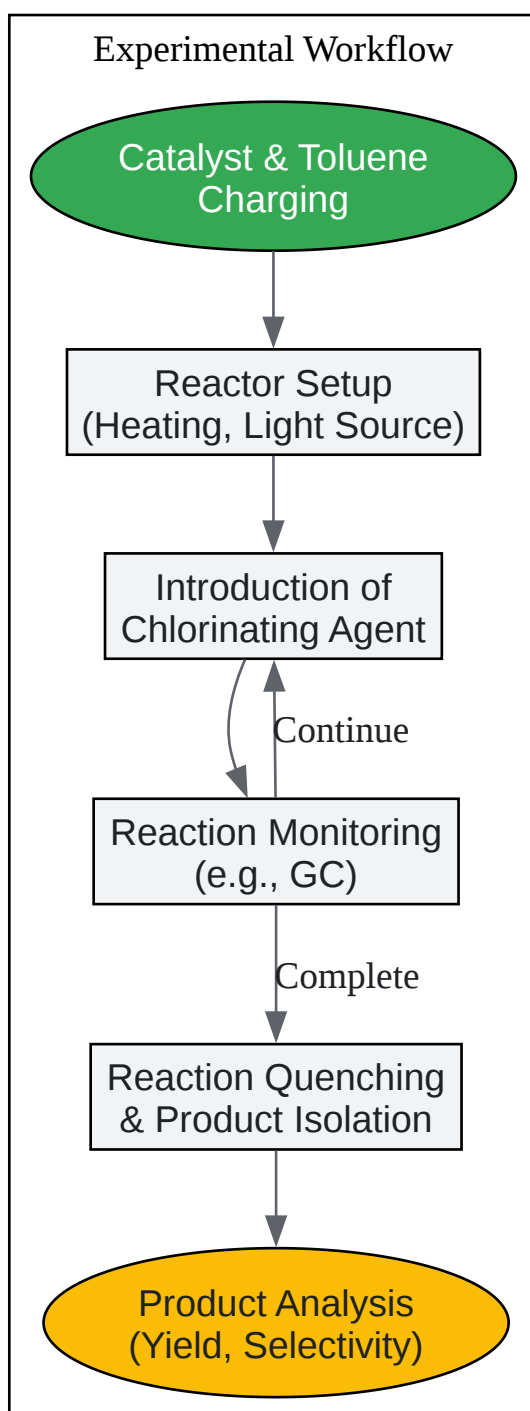 Experimental Workflow
Catalyst & Toluene
Charging
Reactor Setup
(Heating, Light Source)
Introduction of
Chlorinating Agent
Continue
Reaction Monitoring
(e.g., GC)
Complete
Reaction Quenching
& Product Isolation
Product Analysis
(Yield, Selectivity)